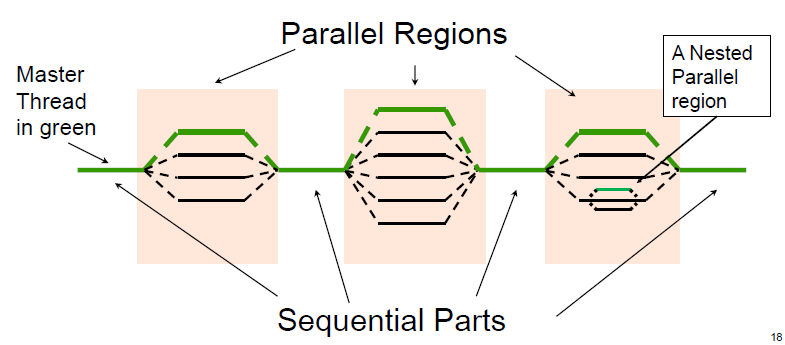 Parallel Regions
A Nested
Parallel
region
Master
Thread
in green
Sequential Parts
18